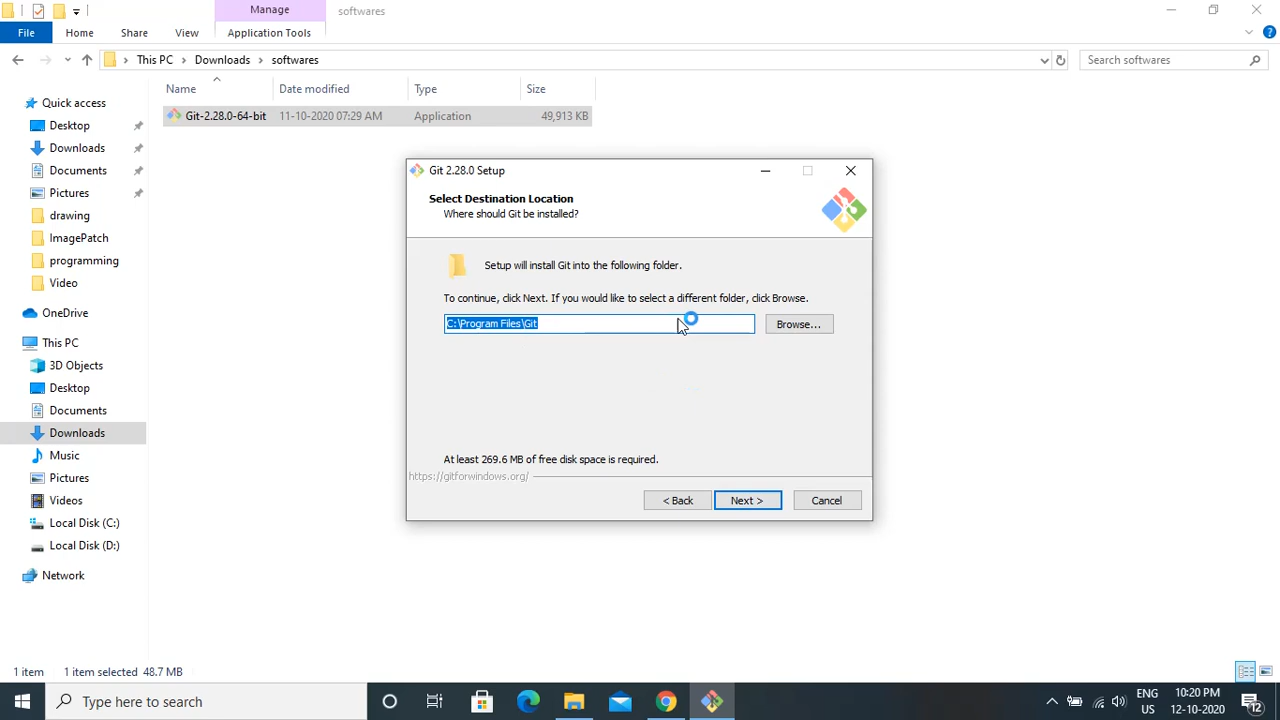 Manage
softwares
File
Home
Share
View
Application Tools
This PC
Downloads
softwares
Search softwares
Name
Date modified
Type
Size
Git-2.28.0-64-bit
11-10-2020 07:29 AM
Application
49,913 KB
Quick access
Desktop
Downloads
Documents
Pictures
drawing
ImagePatch
programming
Video
OneDrive
This PC
3D Objects
Desktop
Documents
Downloads
Music
Pictures
Videos
Local Disk (C:)
Local Disk (D:)
Network
Git 2.28.0 Setup
Select Destination Location
Where should Git be installed?
Setup will install Git into the following folder.
To continue, click Next. If you would like to select a different folder, click Browse.
C:\Program Files\Git
Browse...
At least 269.6 MB of free disk space is required.
https://gitforwindows.org/
< Back
Next >
Cancel
1 item
1 item selected 48.7 MB
Type here to search
ENG
US
10:20 PM
12-10-2020
12